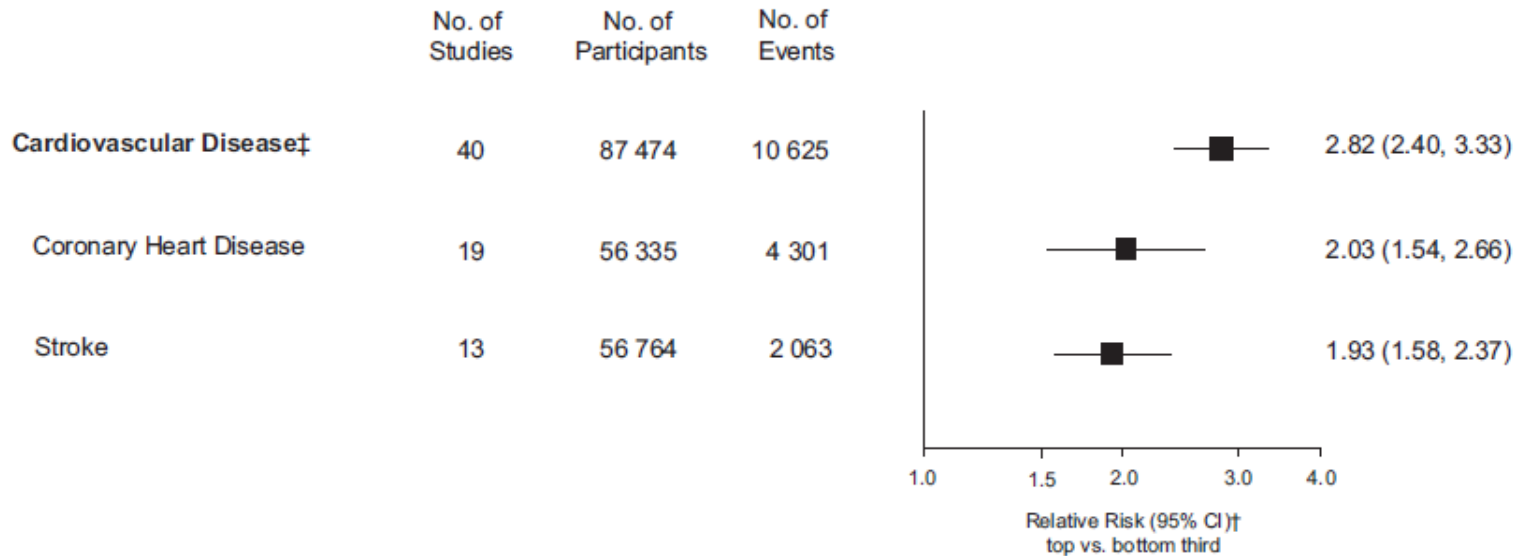 No. of No. of No. of
Studies Participants Events
Cardiovascular Disease‡ 40 87 474 10 625 2.82 (2.40, 3.33)
Coronary Heart Disease 19 56 335 4 301 2.03 (1.54, 2.66)
Stroke 13 56 764 2 063 1.93 (1.58, 2.37)
1.0 1.5 2.0 3.0 4.0
Relative Risk (95% CI)†
top vs. bottom third